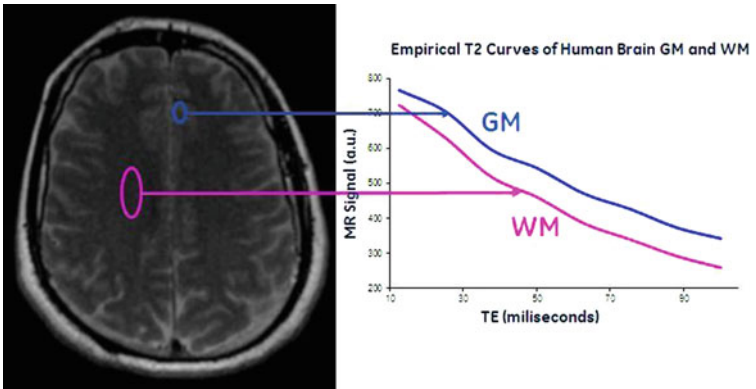 Empirical T2 Curves of Human Brain GM and WM
800
700
600
500
400
300
200
MR Signal (a.u.)
GM
WM
10
30
50
70
90
TE (miliseconds)